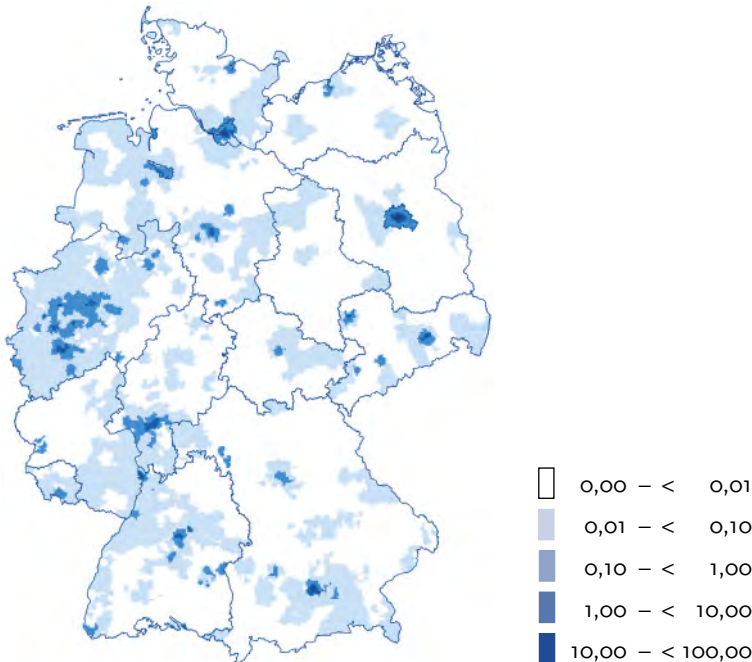 0,00 – < 0,01
0,01 – < 0,10
0,10 – < 1,00
1,00 – < 10,00
10,00 – < 100,00